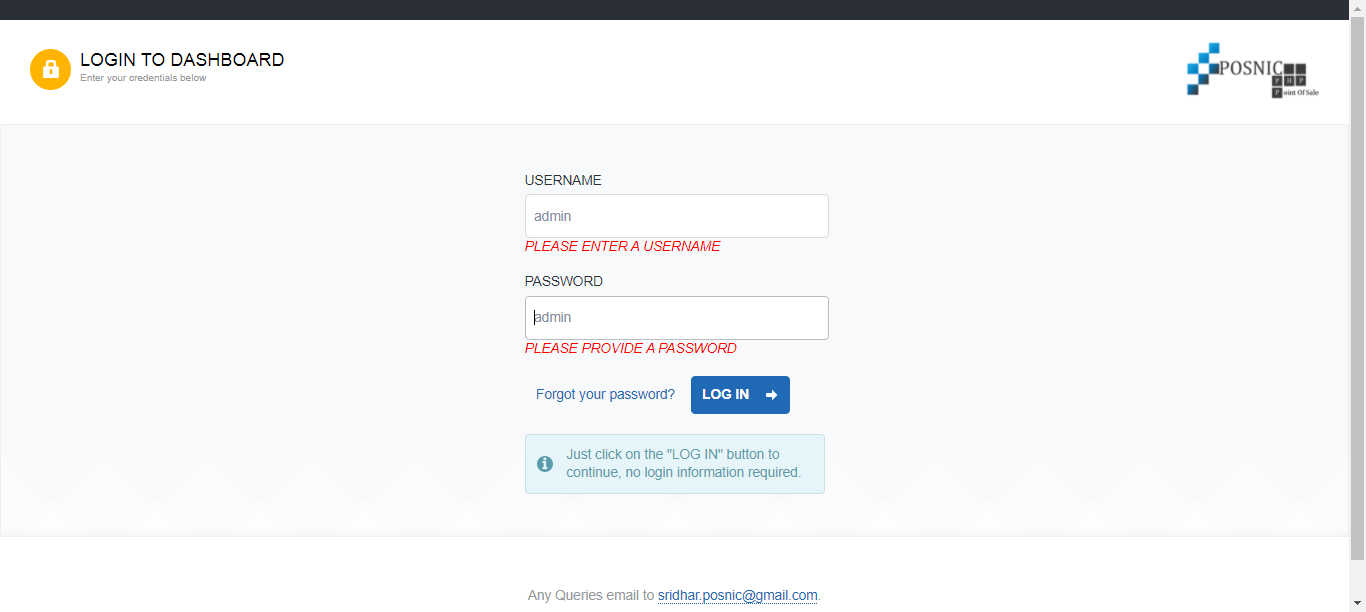 LOGIN TO DASHBOARD
Enter your credentials below
POSNIC
PHP
Point Of Sale
USERNAME
admin
PLEASE ENTER A USERNAME
PASSWORD
admin
PLEASE PROVIDE A PASSWORD
Forgot your password?
LOG IN
Just click on the "LOG IN" button to
continue, no login information required.
Any Queries email to sridhar.posnic@gmail.com.